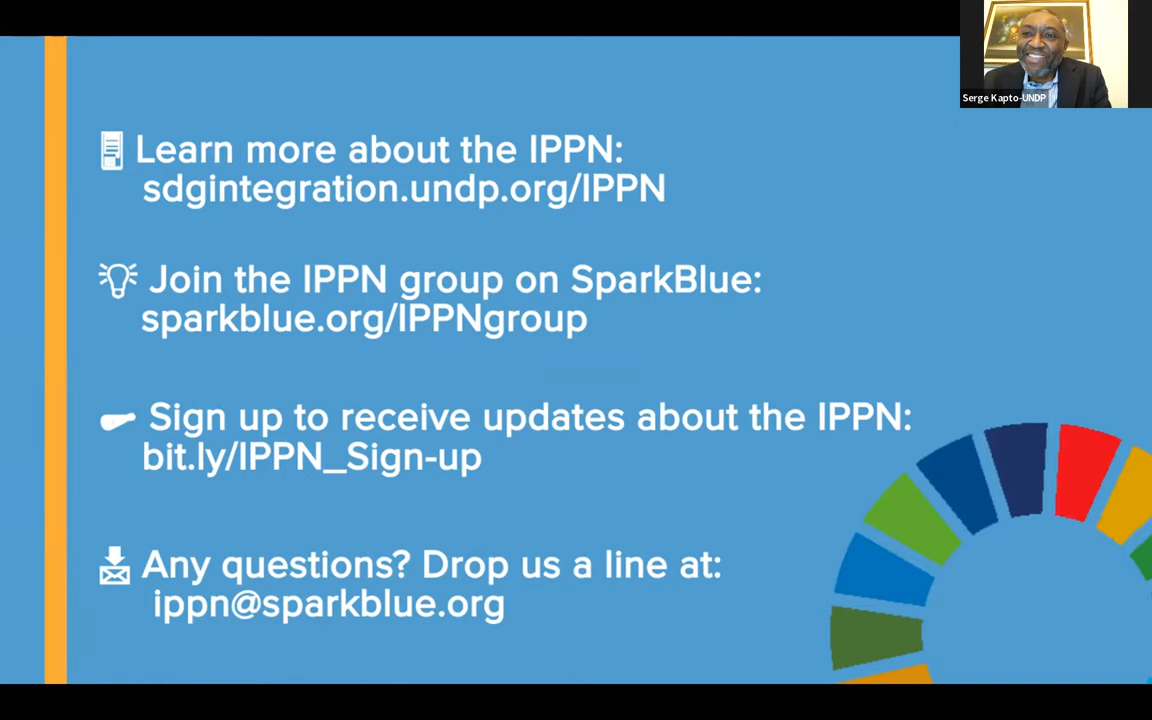 Serge Kapto-UNDP
Learn more about the IPPN:
sdgintegration.undp.org/IPPN
Join the IPPN group on SparkBlue:
sparkblue.org/IPPNgroup
Sign up to receive updates about the IPPN:
bit.ly/IPPN_Sign-up
Any questions? Drop us a line at:
ippn@sparkblue.org